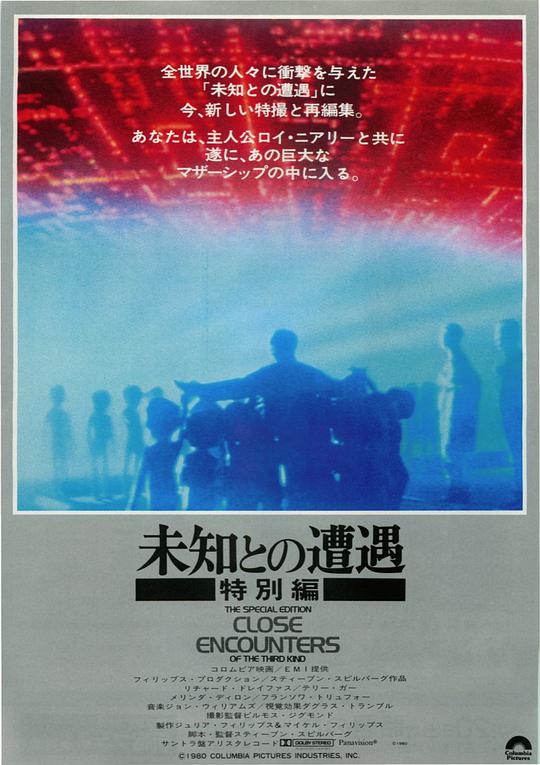 全世界の人々に衝撃を与えた
「未知との遭遇」に
今、新しい特撮と再編集。
あなたは、主人公ロイ・ニアリーと共に
遂に、あの巨大な
マザーシップの中に入る。
未知との遭遇
特別編
THE SPECIAL EDITION
CLOSE
ENCOUNTERS
OF THE THIRD KIND
コロムビア映画/EMI提供
フィリップス・プロダクション/スティーブン・スピルバーグ作品
リチャード・ドレイファス/テリー・ガー
メリンダ・ディロン/フランソワ・トリュフォー
音楽ジョン・ウィリアムズ/視覚効果ダグラス・トランブル
撮影監督ビルモス・ジグモンド
製作ジュリア・フィリップス&マイケル・フィリップス
脚本・監督スティーブン・スピルバーグ
サントラ盤アリスタレコード DOLBY STEREO Panavision® ©1980
©1980 COLUMBIA PICTURES INDUSTRIES, INC.
Columbia
Pictures